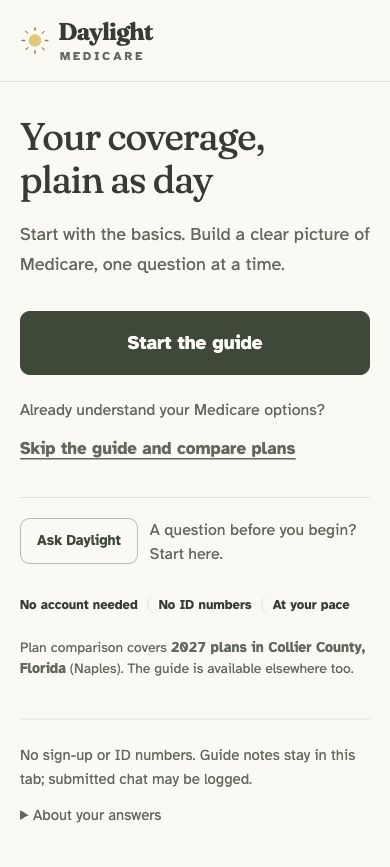 Daylight
MEDICARE
Your coverage,
plain as day
Start with the basics. Build a clear picture of
Medicare, one question at a time.
Start the guide
Already understand your Medicare options?
Skip the guide and compare plans
Ask Daylight
A question before you begin?
Start here.
No account needed
No ID numbers
At your pace
Plan comparison covers 2027 plans in Collier County,
Florida (Naples). The guide is available elsewhere too.
No sign-up or ID numbers. Guide notes stay in this
tab; submitted chat may be logged.
About your answers